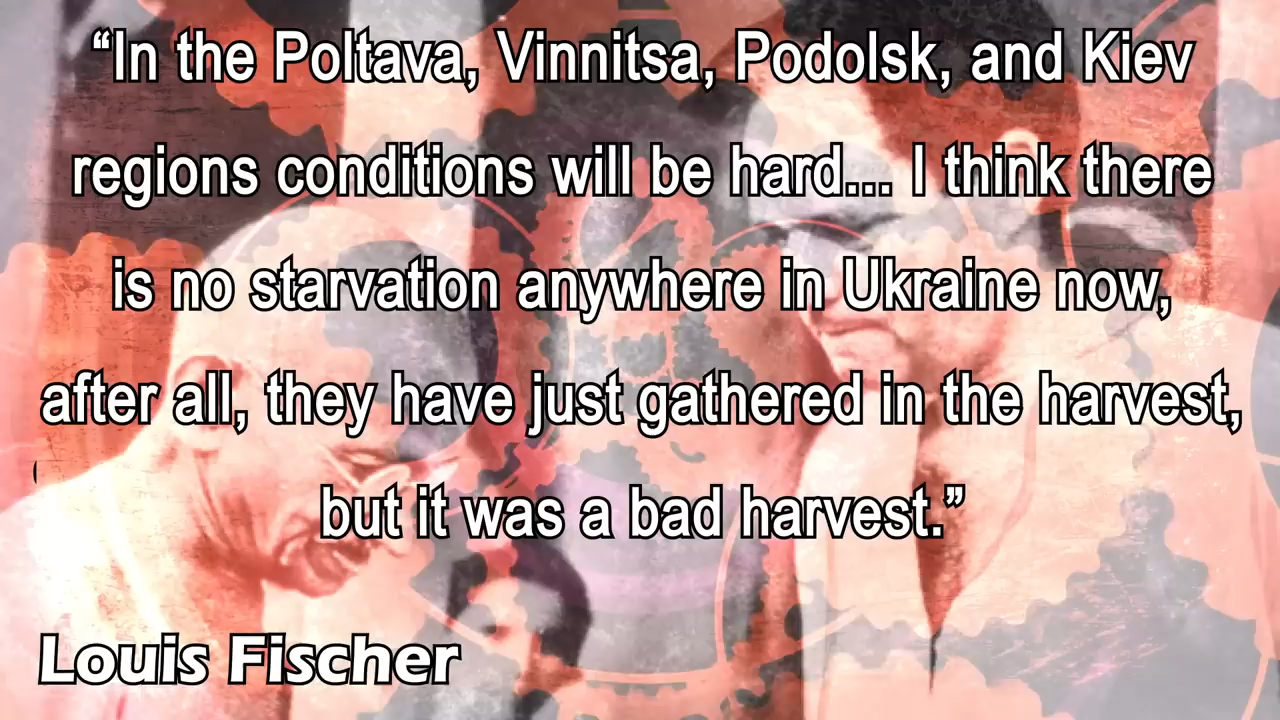 “In the Poltava, Vinnitsa, Podolsk, and Kiev
regions conditions will be hard... I think there
is no starvation anywhere in Ukraine now,
after all, they have just gathered in the harvest,
but it was a bad harvest.”
Louis Fischer